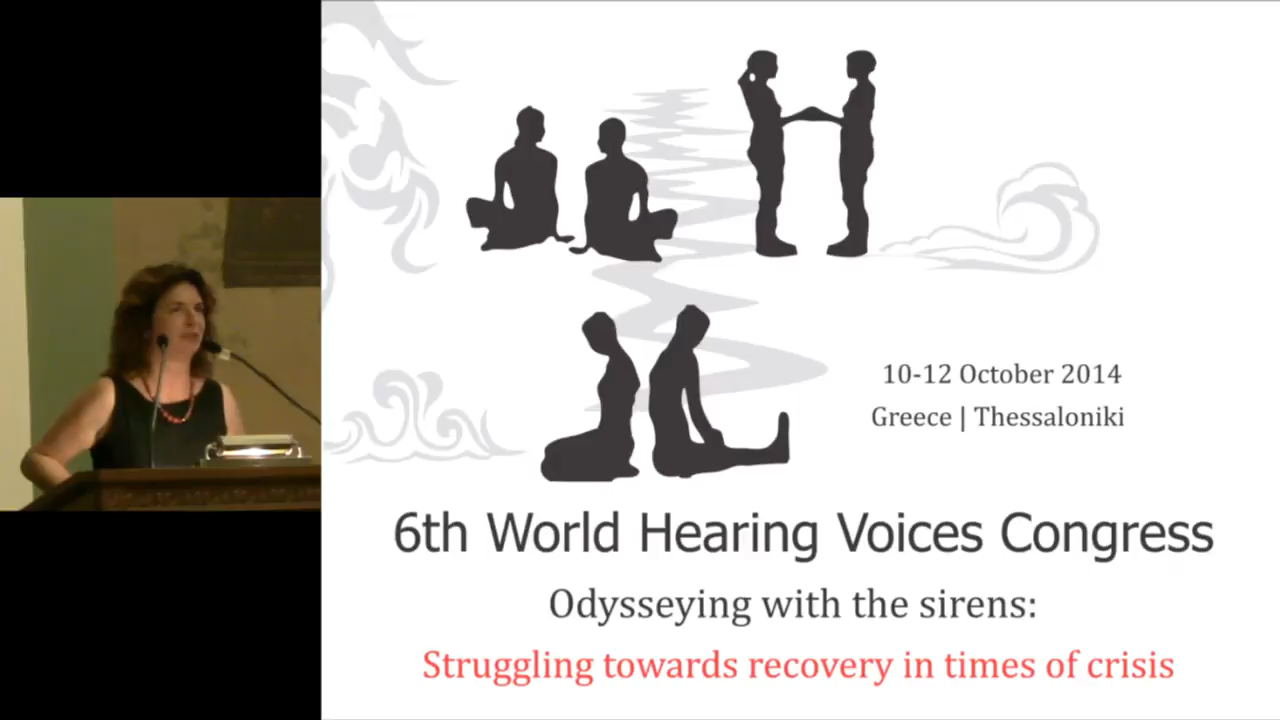 10-12 October 2014
Greece | Thessaloniki
6th World Hearing Voices Congress
Odysseying with the sirens:
Struggling towards recovery in times of crisis